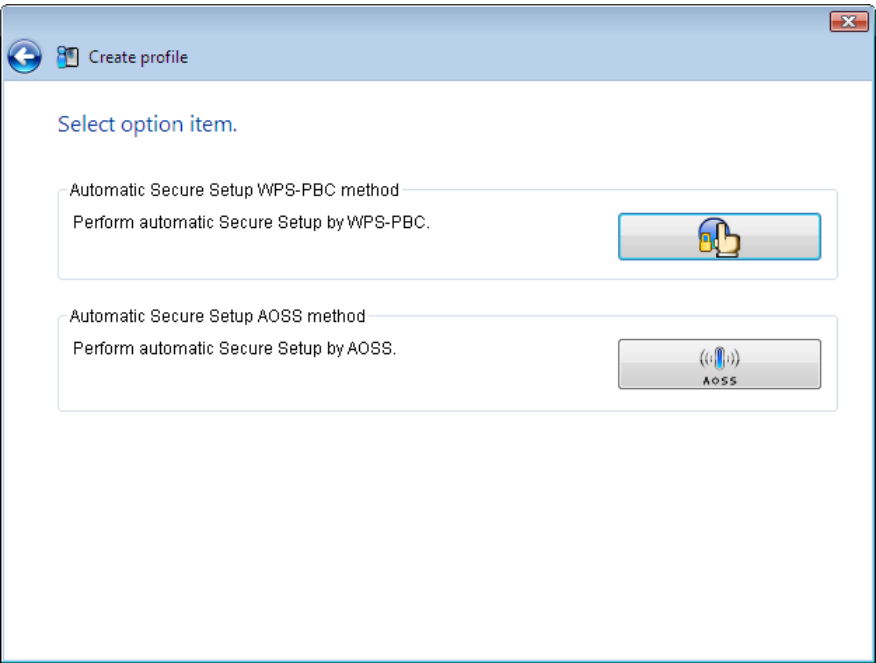 Create profile
Select option item.
Automatic Secure Setup WPS-PBC method
Perform automatic Secure Setup by WPS-PBC.
Automatic Secure Setup AOSS method
Perform automatic Secure Setup by AOSS.
AOSS